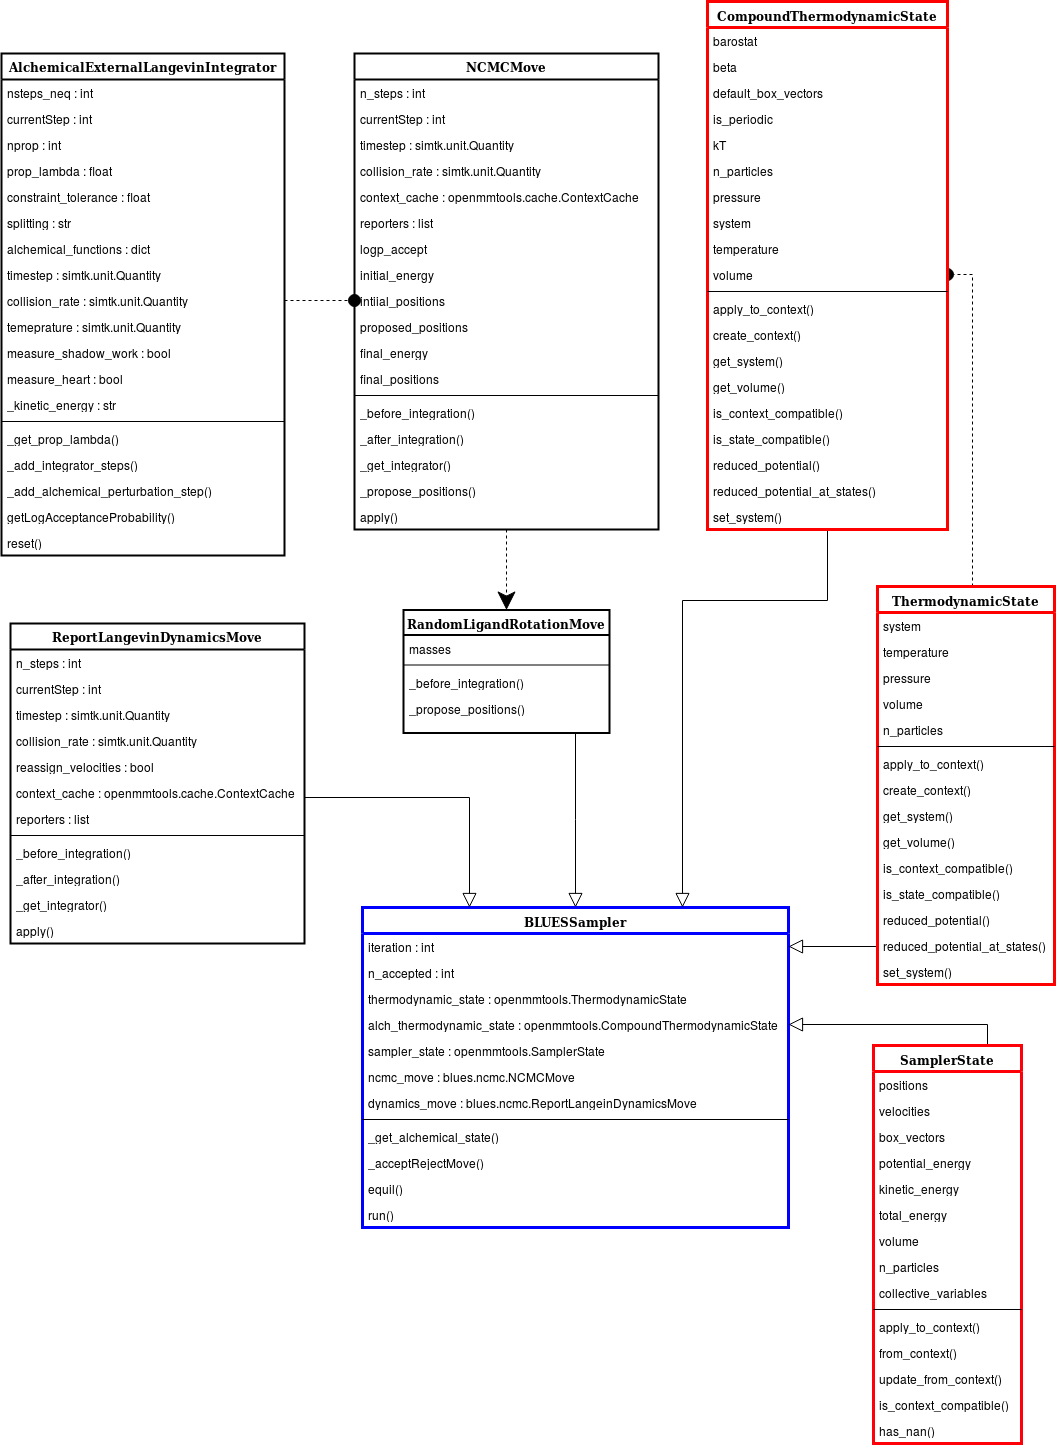 AlchemicalExternalLangevinIntegrator
nsteps_neq : int
currentStep : int
nprop : int
prop_lambda : float
constraint_tolerance : float
splitting : str
alchemical_functions : dict
timestep : simtk.unit.Quantity
collision_rate : simtk.unit.Quantity
temeprature : simtk.unit.Quantity
measure_shadow_work : bool
measure_heart : bool
_kinetic_energy : str
_get_prop_lambda()
_add_integrator_steps()
_add_alchemical_perturbation_step()
getLogAcceptanceProbability()
reset()
NCMCMove
n_steps : int
currentStep : int
timestep : simtk.unit.Quantity
collision_rate : simtk.unit.Quantity
context_cache : openmmtools.cache.ContextCache
reporters : list
logp_accept
initial_energy
intiial_positions
proposed_positions
final_energy
final_positions
_before_integration()
_after_integration()
_get_integrator()
_propose_positions()
apply()
CompoundThermodynamicState
barostat
beta
default_box_vectors
is_periodic
kT
n_particles
pressure
system
temperature
volume
apply_to_context()
create_context()
get_system()
get_volume()
is_context_compatible()
is_state_compatible()
reduced_potential()
reduced_potential_at_states()
set_system()
ReportLangevinDynamicsMove
n_steps : int
currentStep : int
timestep : simtk.unit.Quantity
collision_rate : simtk.unit.Quantity
reassign_velocities : bool
context_cache : openmmtools.cache.ContextCache
reporters : list
_before_integration()
_after_integration()
_get_integrator()
apply()
RandomLigandRotationMove
masses
_before_integration()
_propose_positions()
ThermodynamicState
system
temperature
pressure
volume
n_particles
apply_to_context()
create_context()
get_system()
get_volume()
is_context_compatible()
is_state_compatible()
reduced_potential()
reduced_potential_at_states()
set_system()
BLUESSampler
iteration : int
n_accepted : int
thermodynamic_state : openmmtools.ThermodynamicState
alch_thermodynamic_state : openmmtools.CompoundThermodynamicState
sampler_state : openmmtools.SamplerState
ncmc_move : blues.ncmc.NCMCMove
dynamics_move : blues.ncmc.ReportLangeinDynamicsMove
_get_alchemical_state()
_acceptRejectMove()
equil()
run()
SamplerState
positions
velocities
box_vectors
potential_energy
kinetic_energy
total_energy
volume
n_particles
collective_variables
apply_to_context()
from_context()
update_from_context()
is_context_compatible()
has_nan()